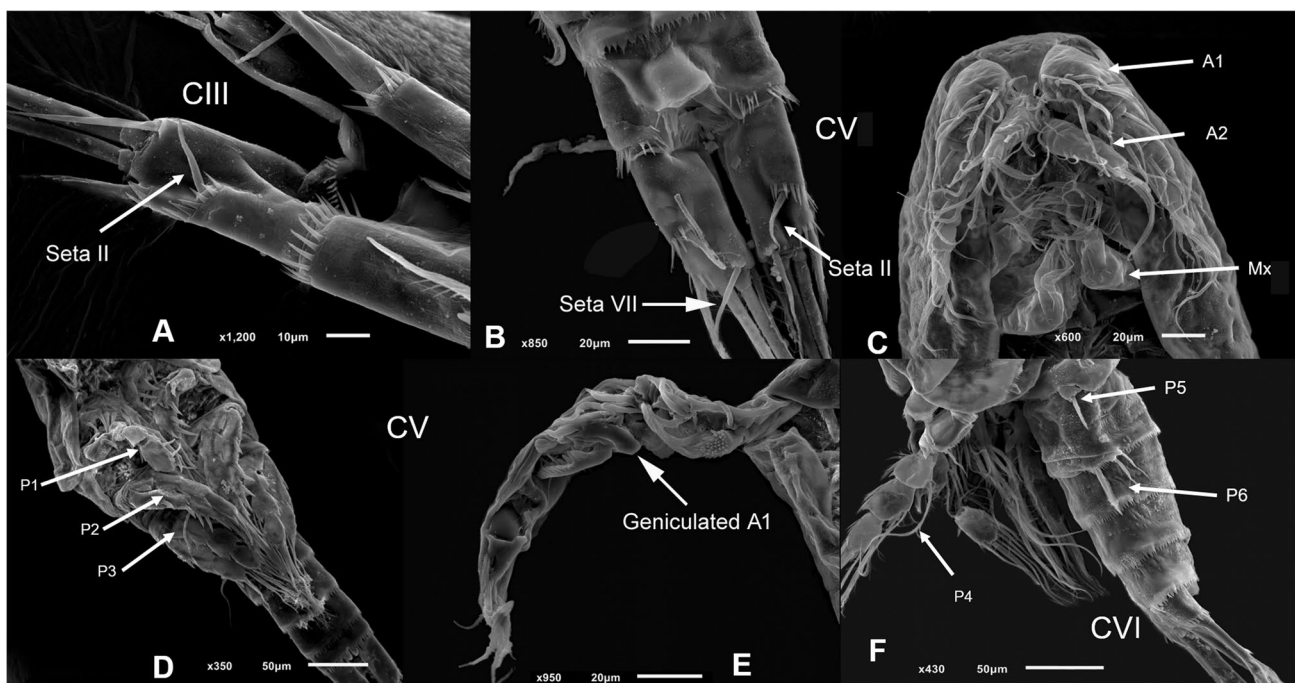 CIII
Seta II
A
x1,200 10µm
CV
Seta II
Seta VII
B
x850 20µm
A1
A2
Mx
x600 20µm
C
P1
P2
P3
D
x350 50µm
CV
Geniculated A1
E
x950 20µm
P5
P6
P4
CVI
F
x430 50µm